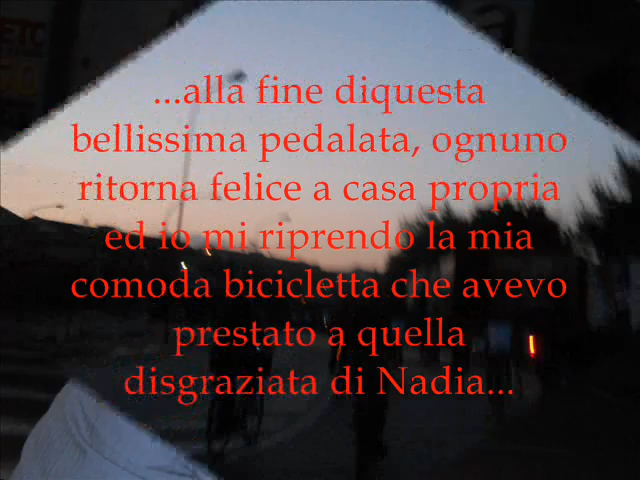 ...alla fine diquesta
bellissima pedalata, ognuno
ritorna felice a casa propria
ed io mi riprendo la mia
comoda bicicletta che avevo
prestato a quella
disgraziata di Nadia...